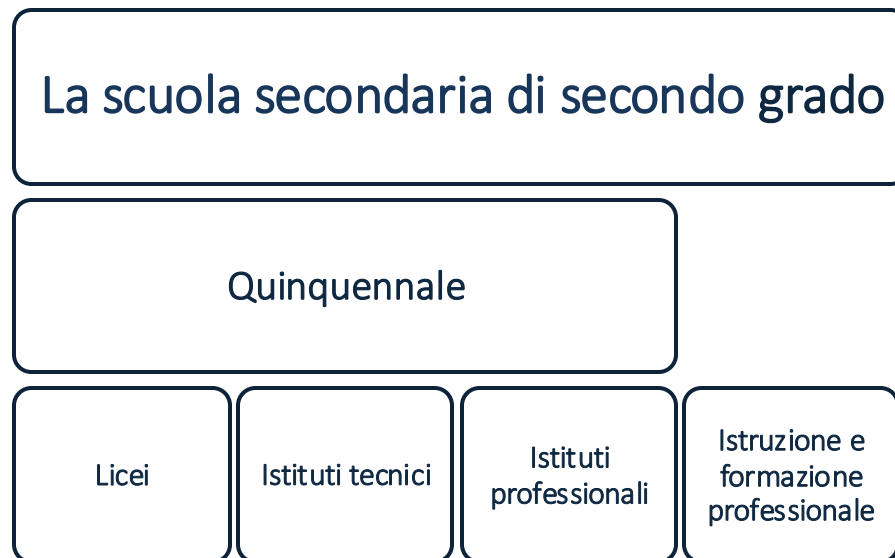 La scuola secondaria di secondo grado
Quinquennale
Licei
Istituti tecnici
Istituti
professionali
Istruzione e
formazione
professionale